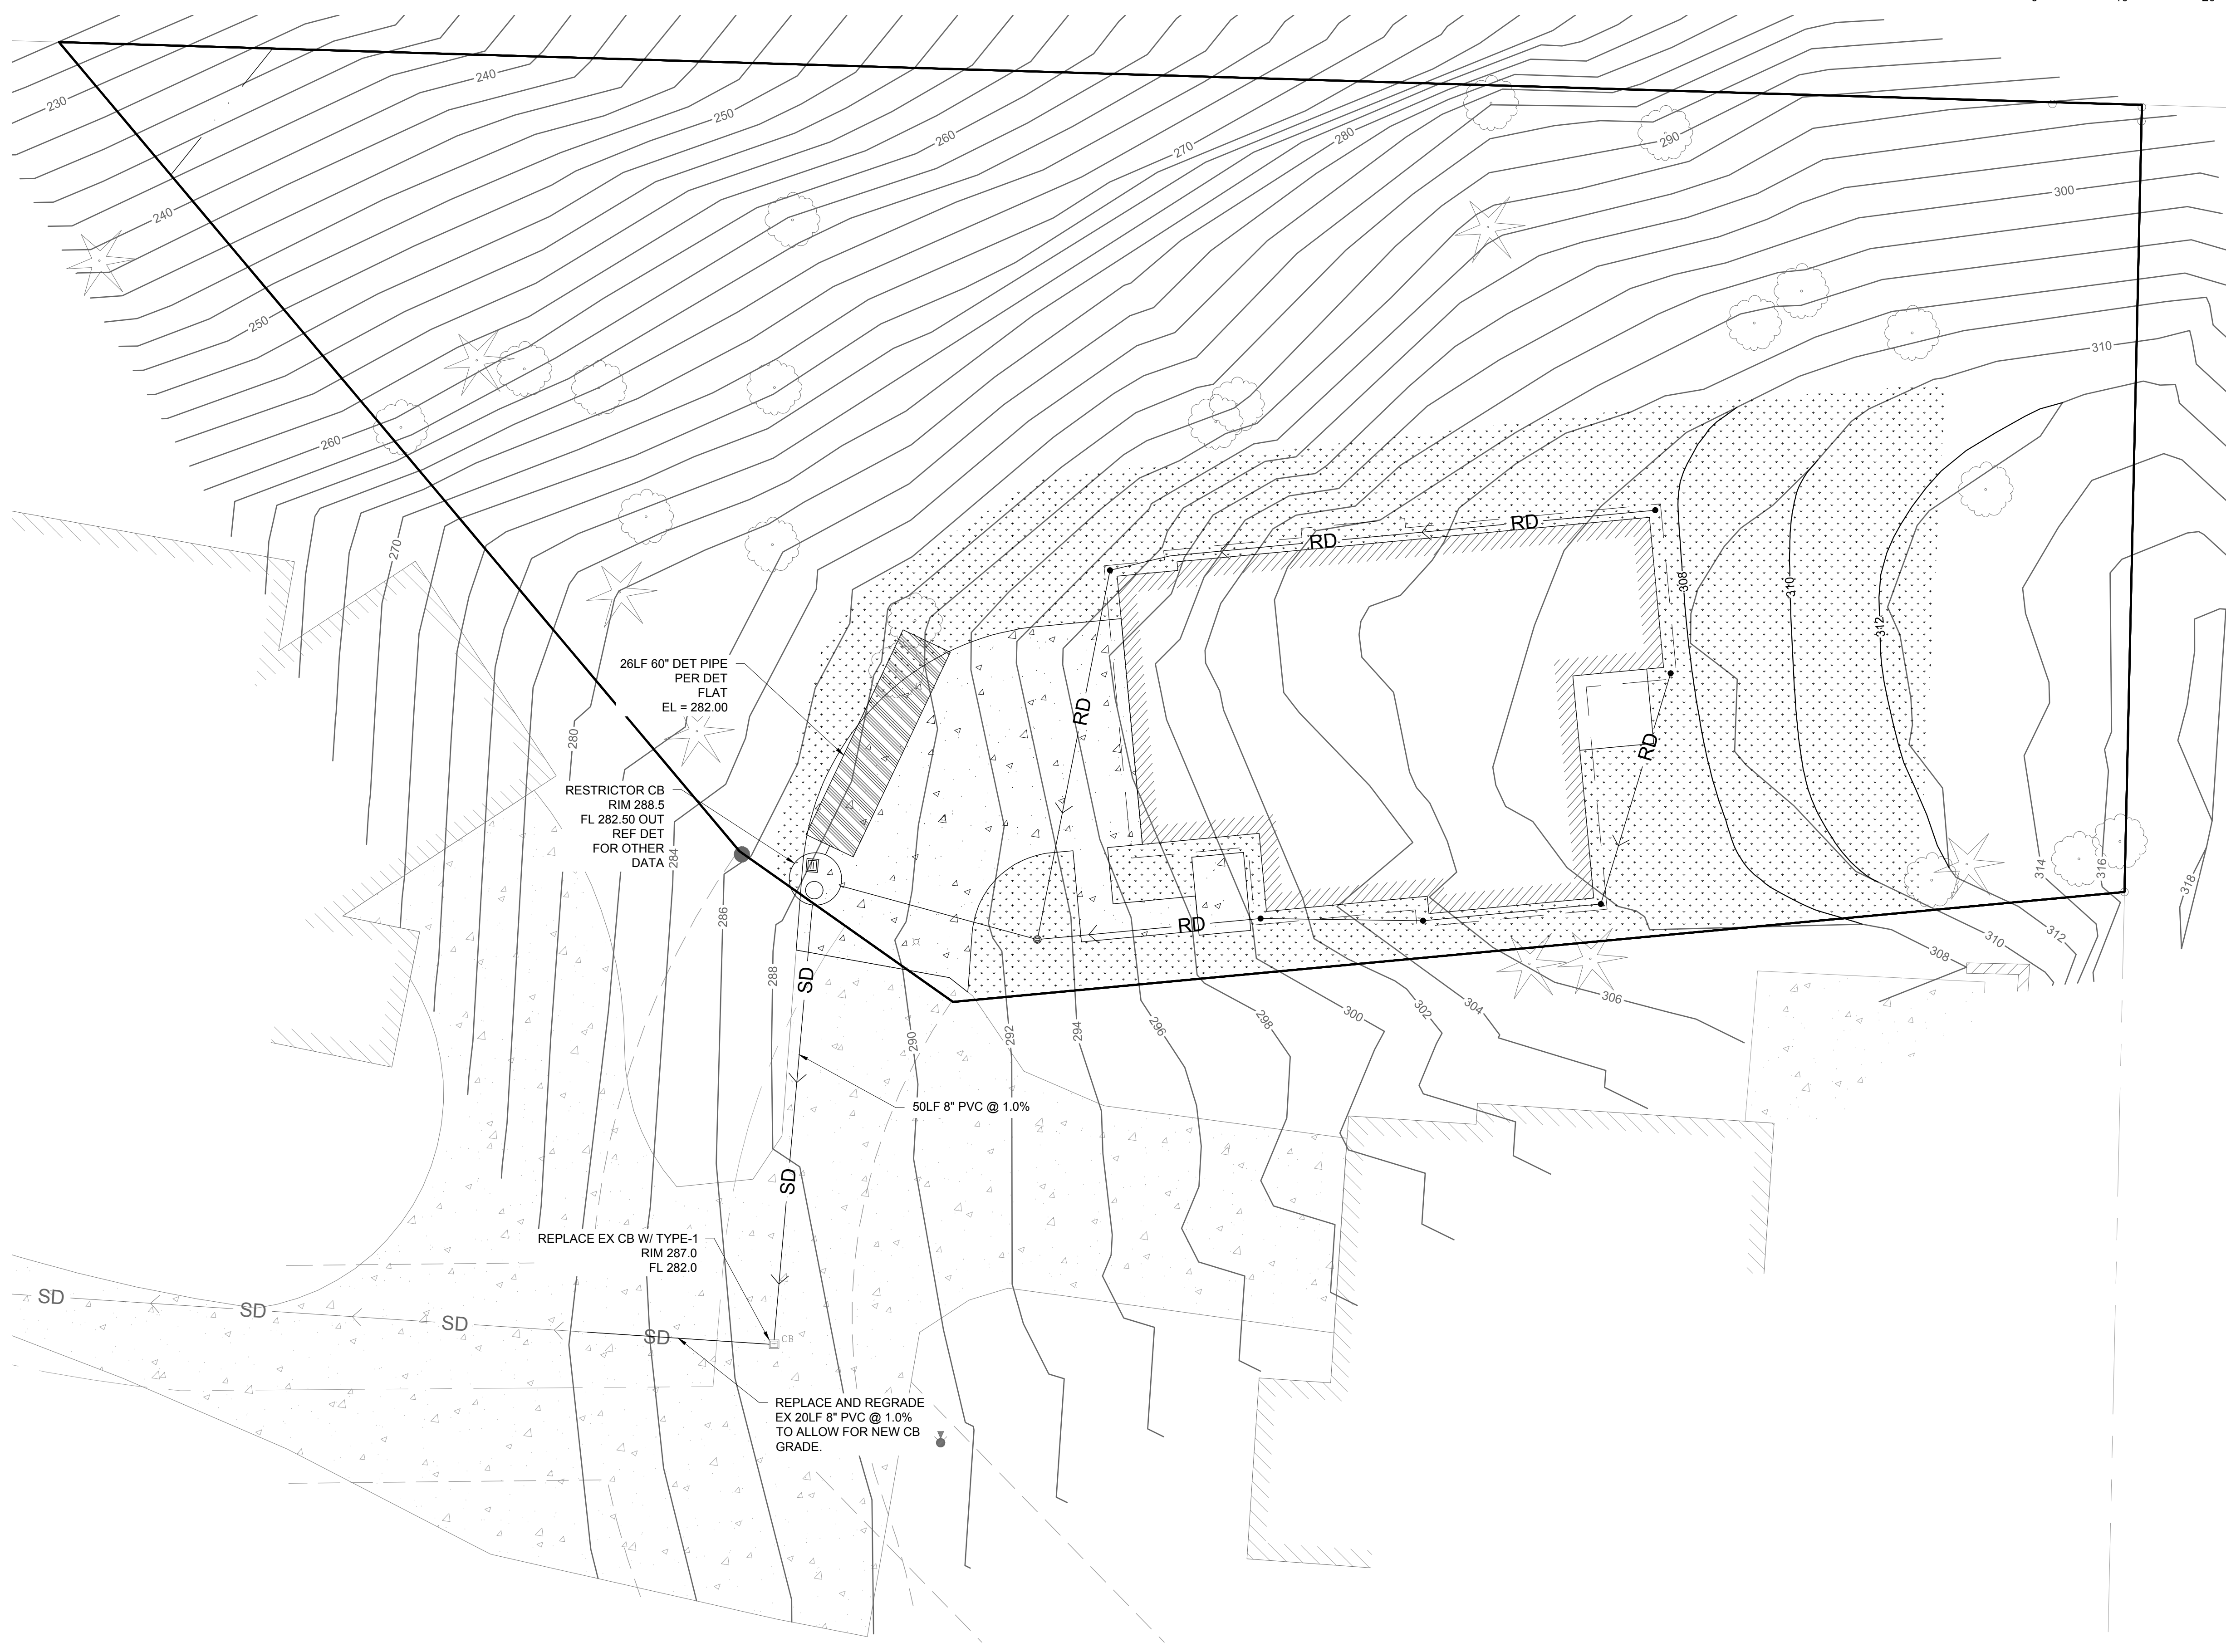 240
230
250
260
270
280
290
300
240
250
310
260
270
RD
RD
308
310
312
26LF 60" DET PIPE
PER DET
FLAT
EL = 282.00
RD
RD
280
RESTRICTOR CB
RIM 288.5
FL 282.50 OUT
REF DET
FOR OTHER
DATA
284
286
288
SD
RD
314
316
318
312
310
308
306
304
302
300
298
296
294
292
290
50LF 8" PVC @ 1.0%
SD
REPLACE EX CB W/ TYPE-1
RIM 287.0
FL 282.0
SD
SD
SD
SD
CB
REPLACE AND REGRADE
EX 20LF 8" PVC @ 1.0%
TO ALLOW FOR NEW CB
GRADE.